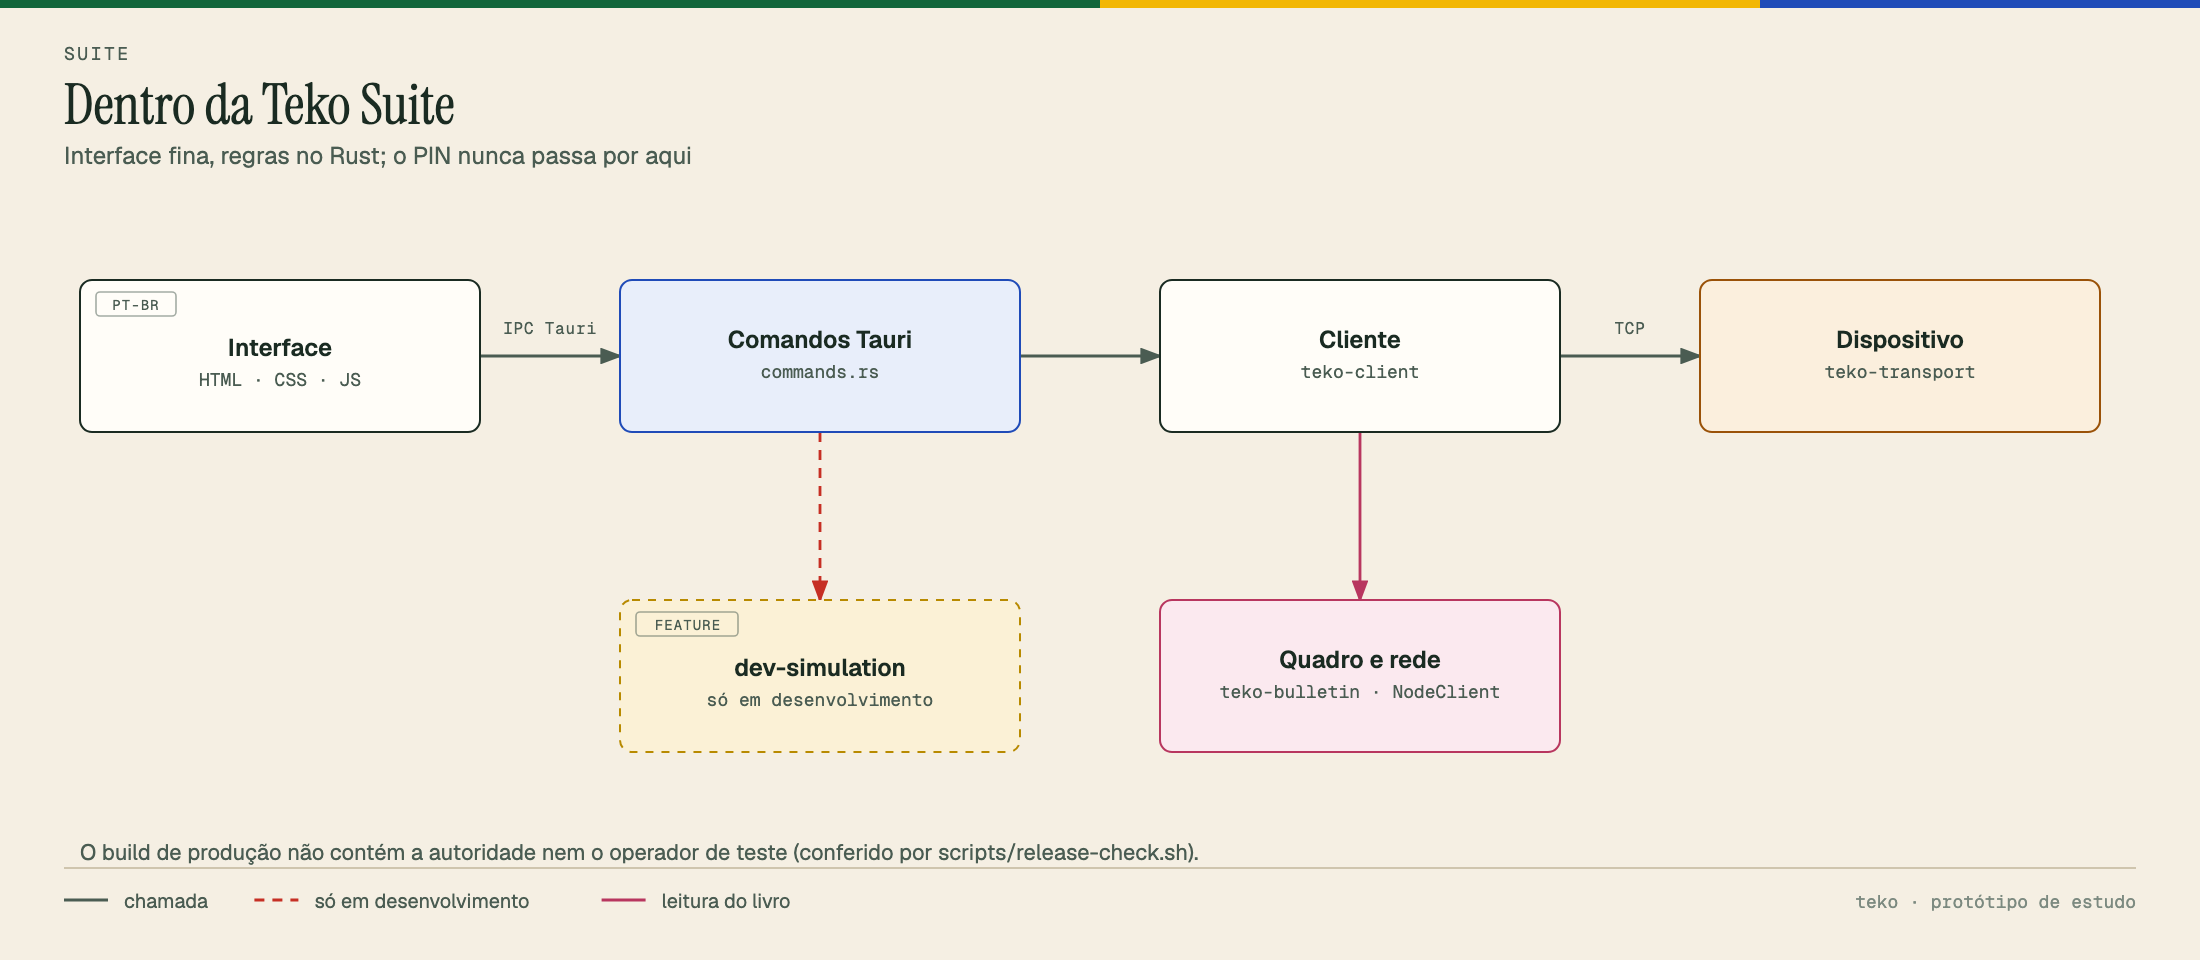 SUITE
Dentro da Teko Suite
Interface fina, regras no Rust; o PIN nunca passa por aqui
PT-BR
Interface
HTML · CSS · JS
IPC Tauri
Comandos Tauri
commands.rs
Cliente
teko-client
TCP
Dispositivo
teko-transport
FEATURE
dev-simulation
só em desenvolvimento
Quadro e rede
teko-bulletin · NodeClient
O build de produção não contém a autoridade nem o operador de teste (conferido por scripts/release-check.sh).
chamada
só em desenvolvimento
leitura do livro
teko · protótipo de estudo